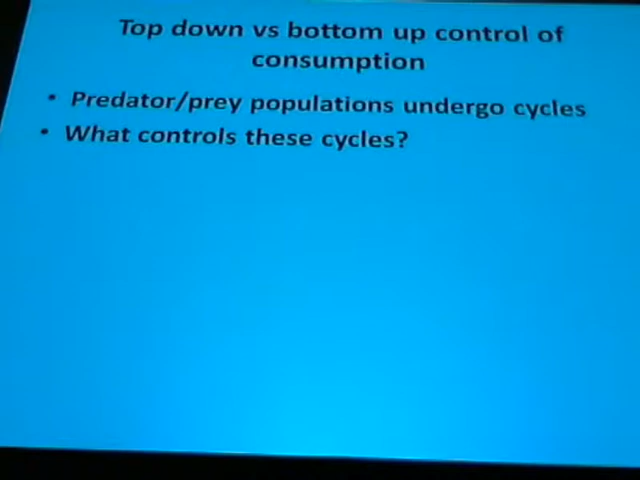 Top down vs bottom up control of
consumption
• Predator/prey populations undergo cycles
• What controls these cycles?